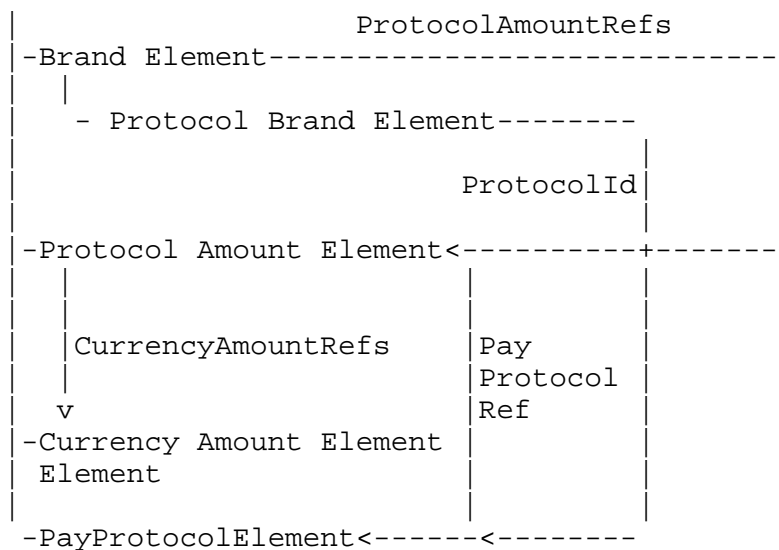 ProtocolAmountRefs
-Brand Element-----------------------------
- Protocol Brand Element--------
ProtocolId
-Protocol Amount Element<----------+-------
CurrencyAmountRefs Pay
Protocol
v Ref
-Currency Amount Element
Element
-PayProtocolElement<------<--------